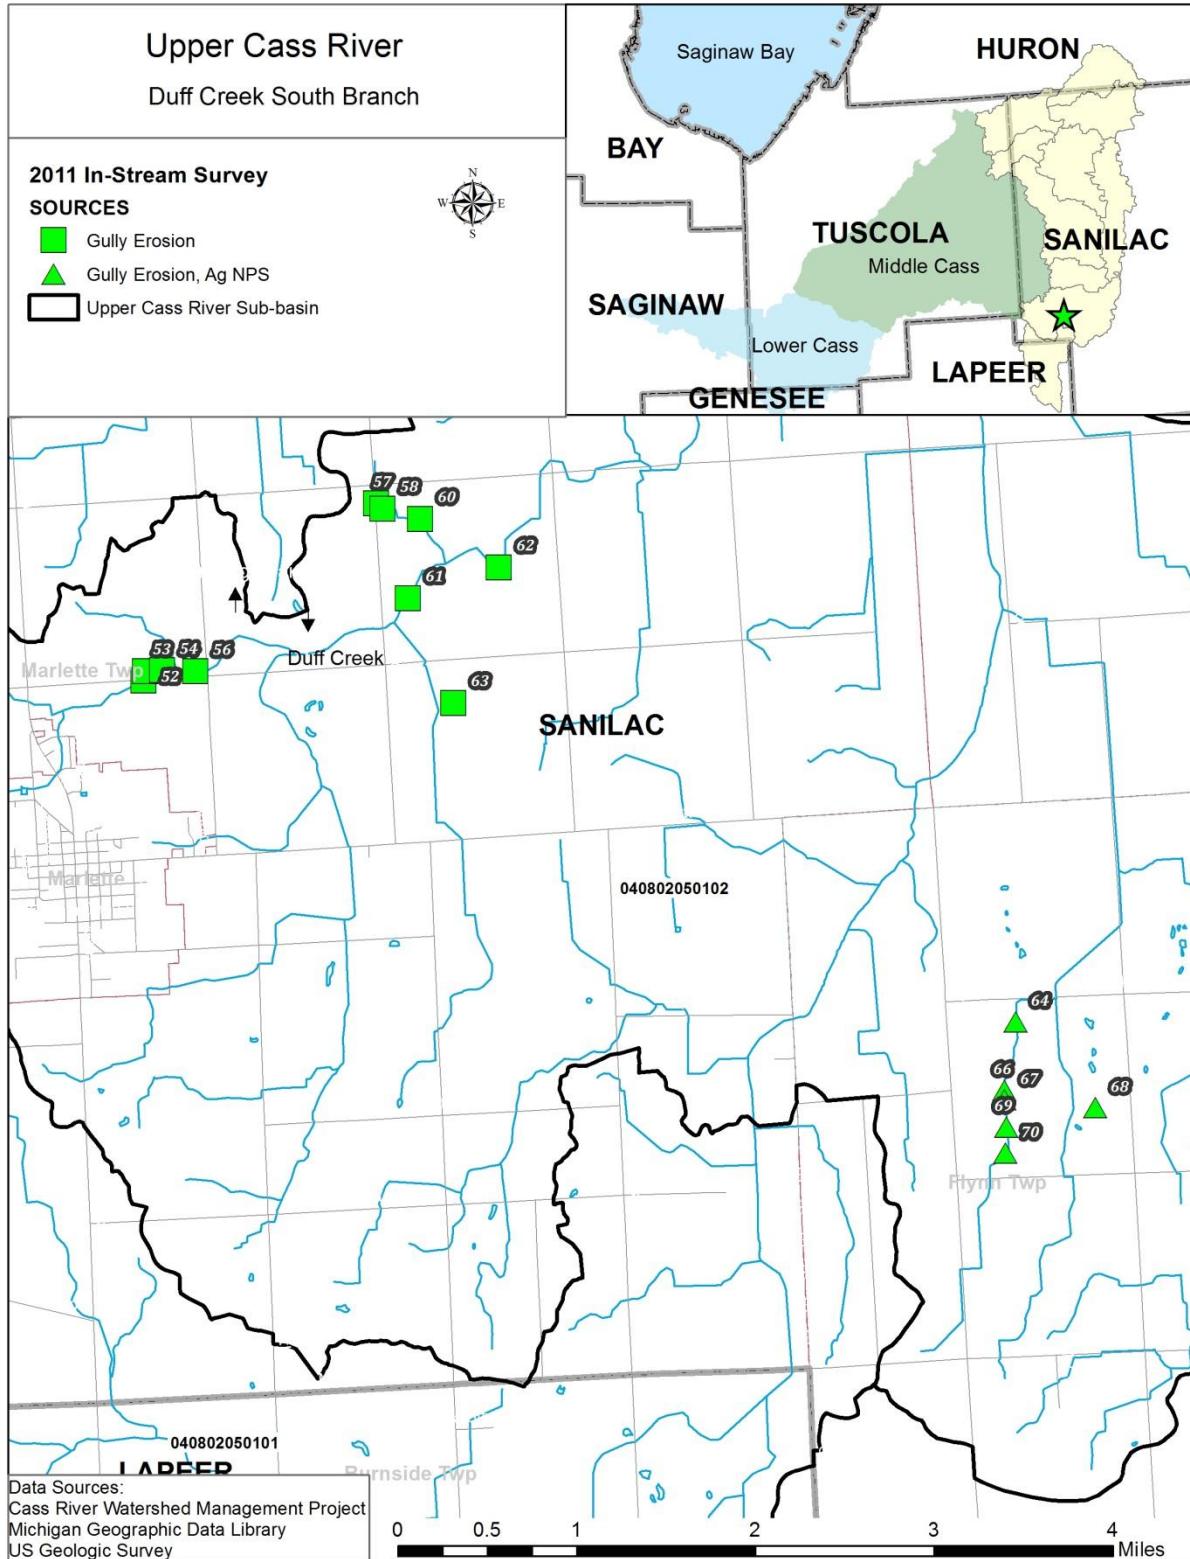 Upper Cass River
Duff Creek South Branch
2011 In-Stream Survey
SOURCES
Gully Erosion
Gully Erosion, Ag NPS
Upper Cass River Sub-basin
N
W E
S
Saginaw Bay
HURON
BAY
TUSCOLA
Middle Cass
SANILAC
SAGINAW
Lower Cass
LAPEER
GENESEE
57 58 60
62
61
53 54 56
52
Marlette Twp
Duff Creek
63
SANILAC
Marlette
040802050102
64
66 67
68
69
70
Flynn Twp
040802050101
LAPEER
Burnside Twp
Data Sources:
Cass River Watershed Management Project
Michigan Geographic Data Library
US Geologic Survey
0 0.5 1 2 3 4
Miles